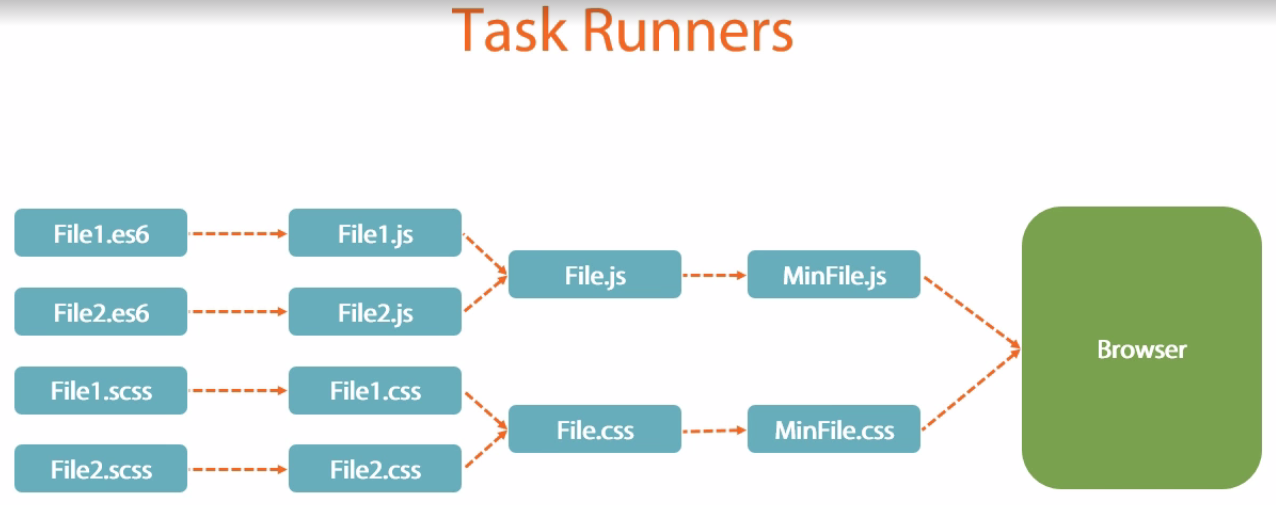 Task Runners
File1.es6
File1.js
File2.es6
File2.js
File.js
MinFile.js
Browser
File1.scss
File1.css
File2.scss
File2.css
File.css
MinFile.css